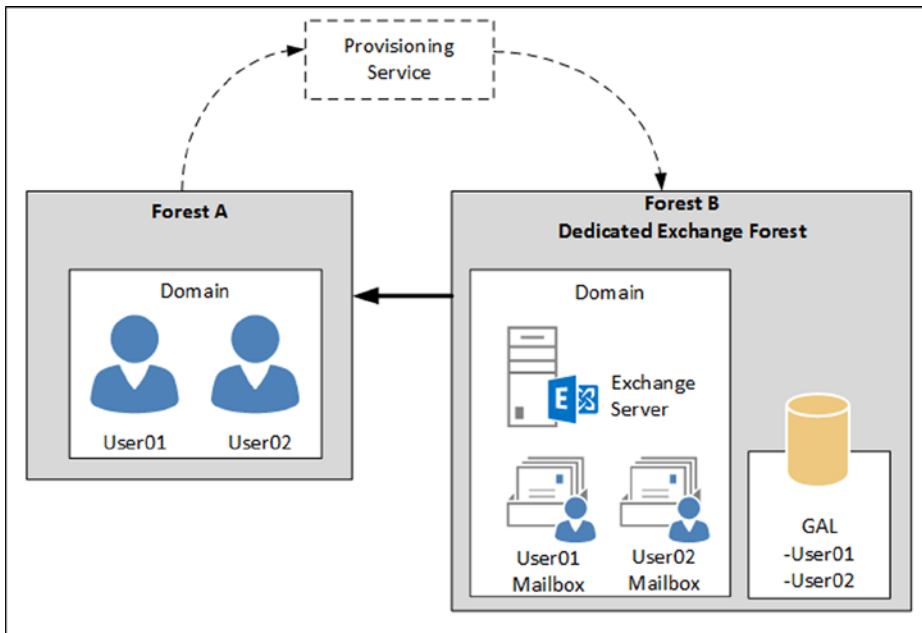 Provisioning
Service
Forest A
Domain
User01
User02
Forest B
Dedicated Exchange Forest
Domain
E
Exchange
Server
User01
Mailbox
User02
Mailbox
GAL
-User01
-User02